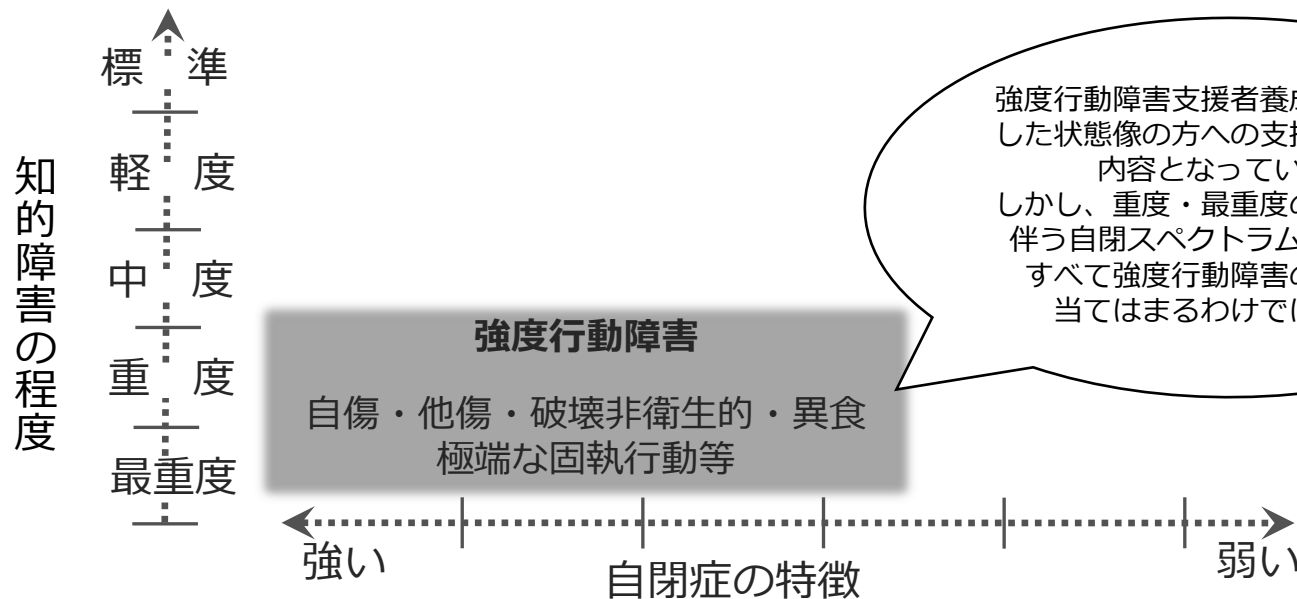 知的障害の程度
標準
軽度
中度
重度
最重度
強度行動障害
自傷・他傷・破壊非衛生的・異食
極端な固執行動等
強度行動障害支援者養成
した状態像の方への支援
内容となってい
しかし、重度・最重度の
伴う自閉スペクトラム
すべて強度行動障害の
当てはまるわけでは
強い
弱い
自閉症の特徴